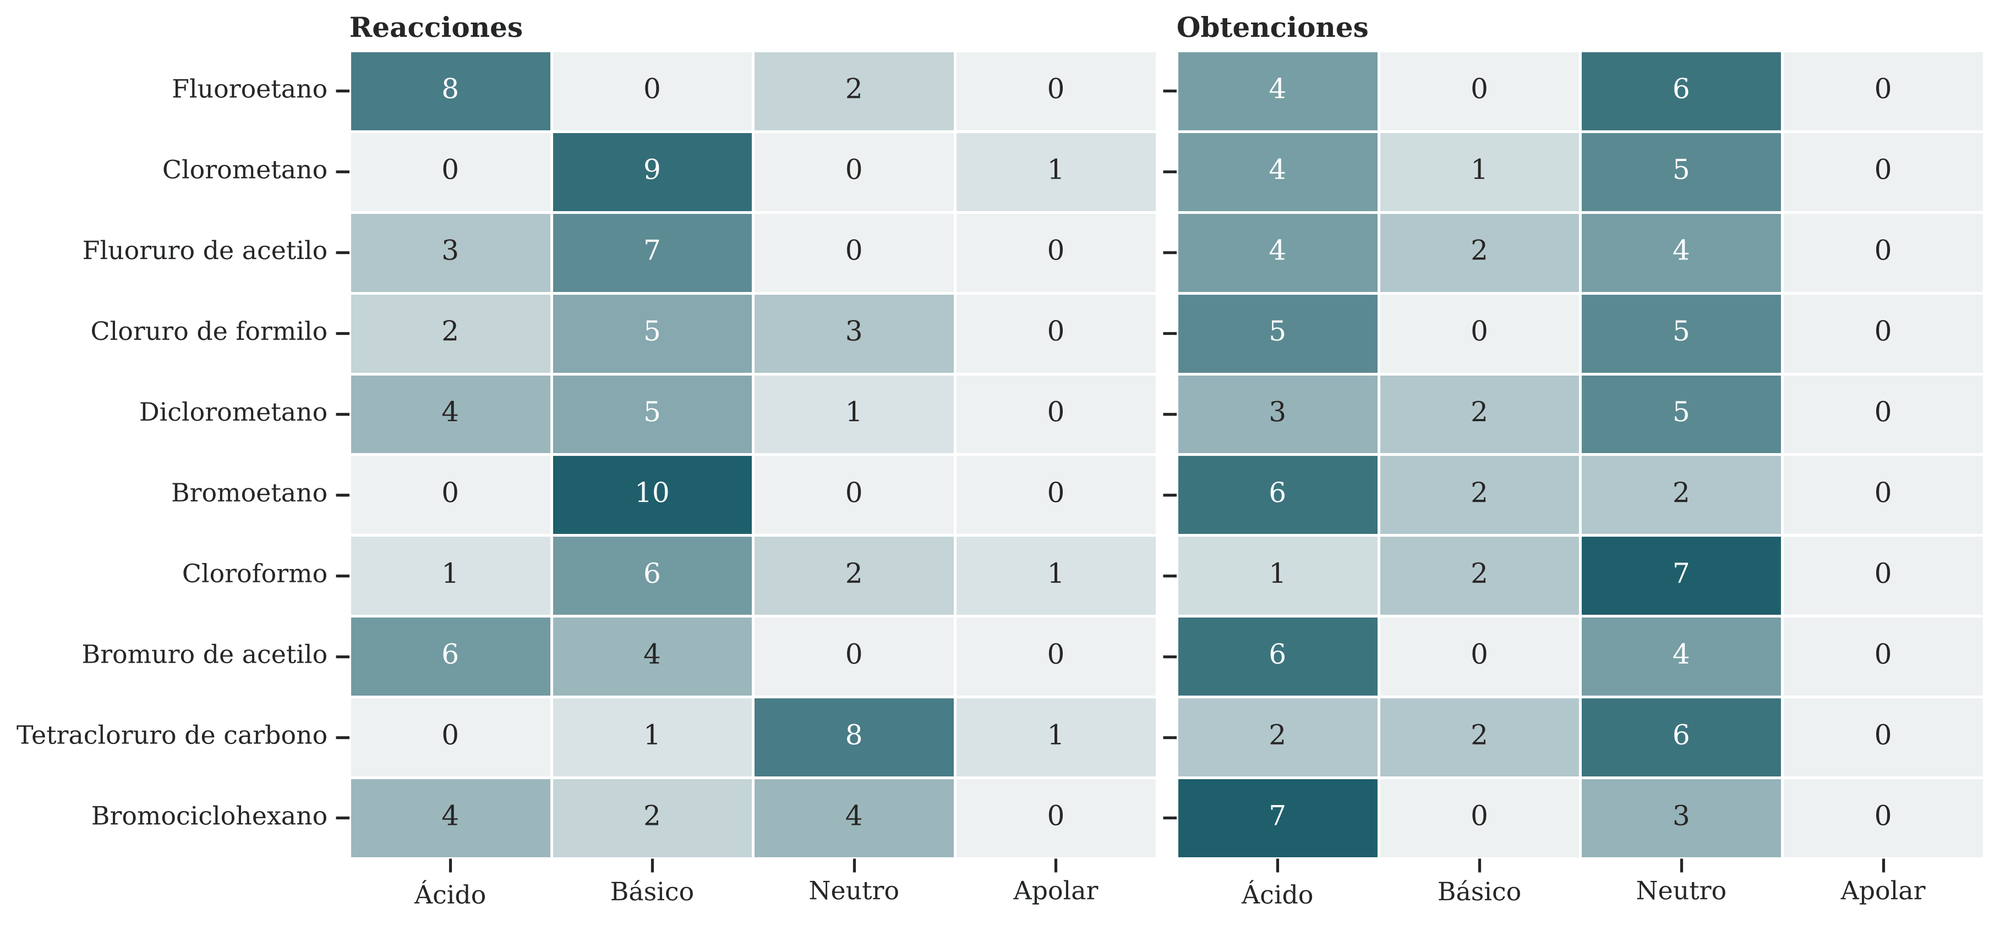 Reacciones Obtenciones
Fluoroetano 8 0 2 0 4 0 6 0
Clorometano 0 9 0 1 4 1 5 0
Fluoruro de acetilo 3 7 0 0 4 2 4 0
Cloruro de formilo 2 5 3 0 5 0 5 0
Diclorometano 4 5 1 0 3 2 5 0
Bromoetano 0 10 0 0 6 2 2 0
Cloroformo 1 6 2 1 1 2 7 0
Bromuro de acetilo 6 4 0 0 6 0 4 0
Tetracloruro de carbono 0 1 8 1 2 2 6 0
Bromociclohexano 4 2 4 0 7 0 3 0
Ácido Básico Neutro Apolar Ácido Básico Neutro Apolar